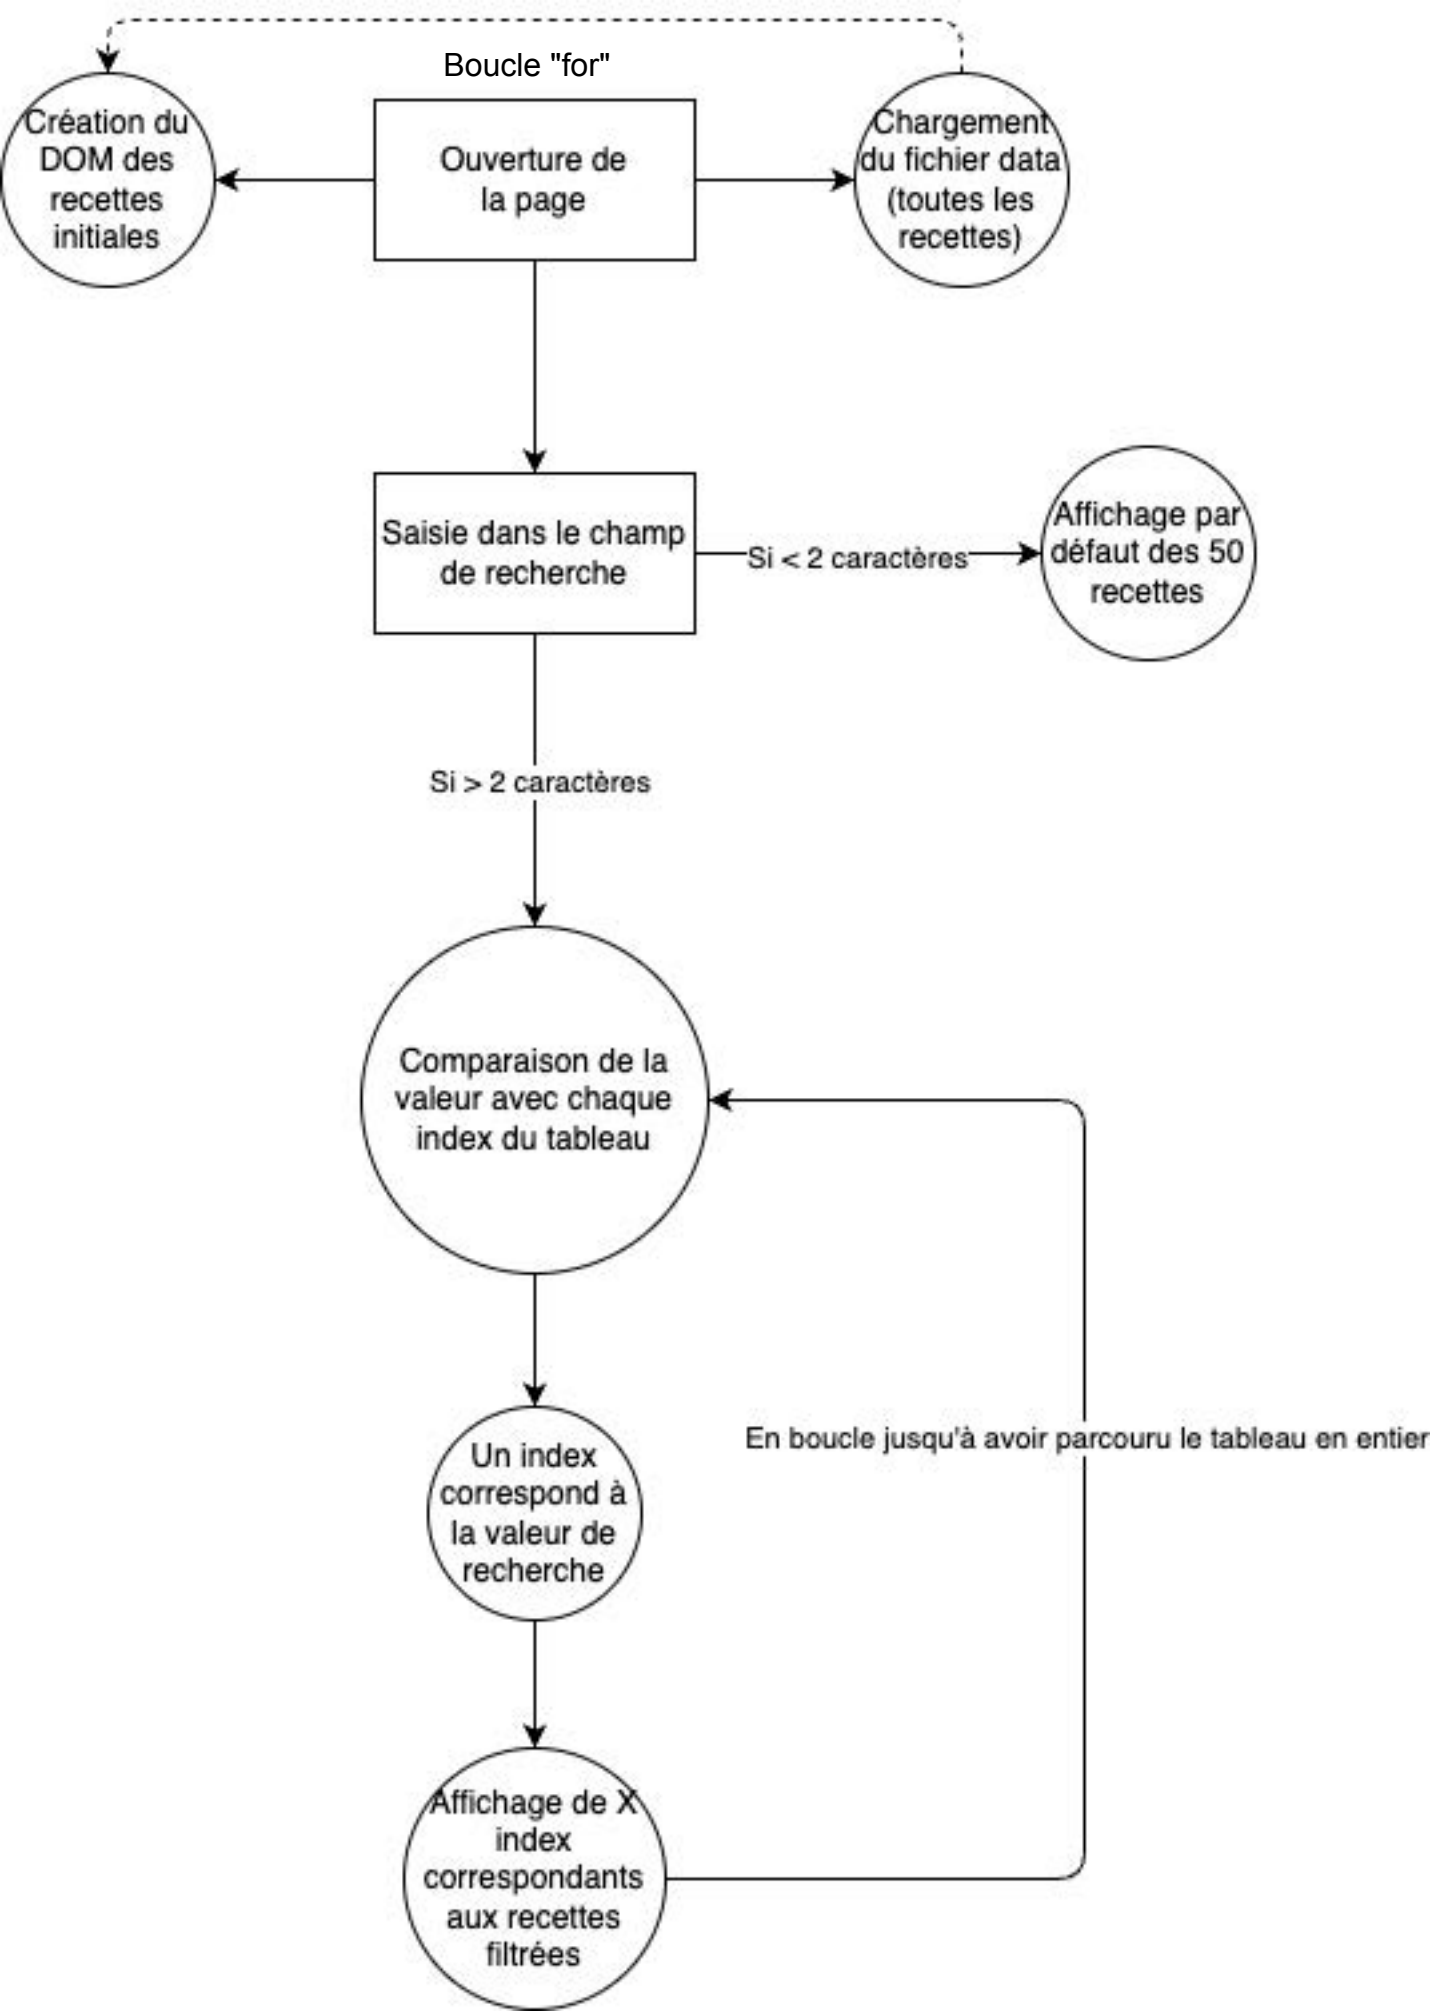 Boucle "for"
Création du
DOM des
recettes
initiales
Ouverture de
la page
Chargement
du fichier data
(toutes les
recettes)
Saisie dans le champ
de recherche
Si < 2 caractères
Affichage par
défaut des 50
recettes
Si > 2 caractères
Comparaison de la
valeur avec chaque
index du tableau
Un index
correspond à
la valeur de
recherche
En boucle jusqu'à avoir parcouru le tableau en entier
Affichage de X
index
correspondants
aux recettes
filtrées